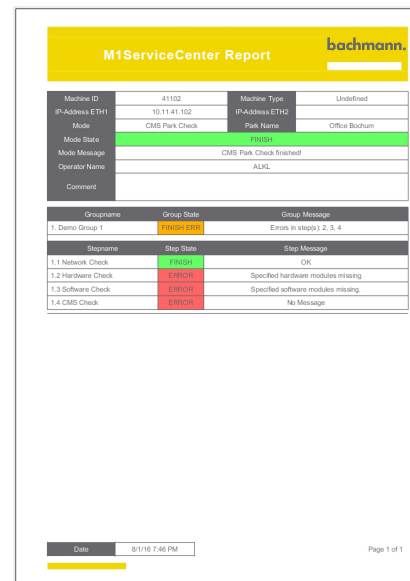 bachmann.
M1ServiceCenter Report
Machine ID 41102 Machine Type Undefined
IP-Address ETH1 10.11.41.102 IP-Address ETH2
Mode CMS Park Check Park Name Office Bochum
Mode State FINISH
Mode Message CMS Park Check finished!
Operator Name ALKL
Comment
Groupname Group State Group Message
1. Demo Group 1 FINISH ERR Errors in step(s): 2, 3, 4
Stepname Step State Step Message
1.1 Network Check FINISH OK
1.2 Hardware Check ERROR Specified hardware modules missing
1.3 Software Check ERROR Specified software modules missing.
1.4 CMS Check ERROR No Message
Date 8/1/16 7:46 PM Page 1 of 1